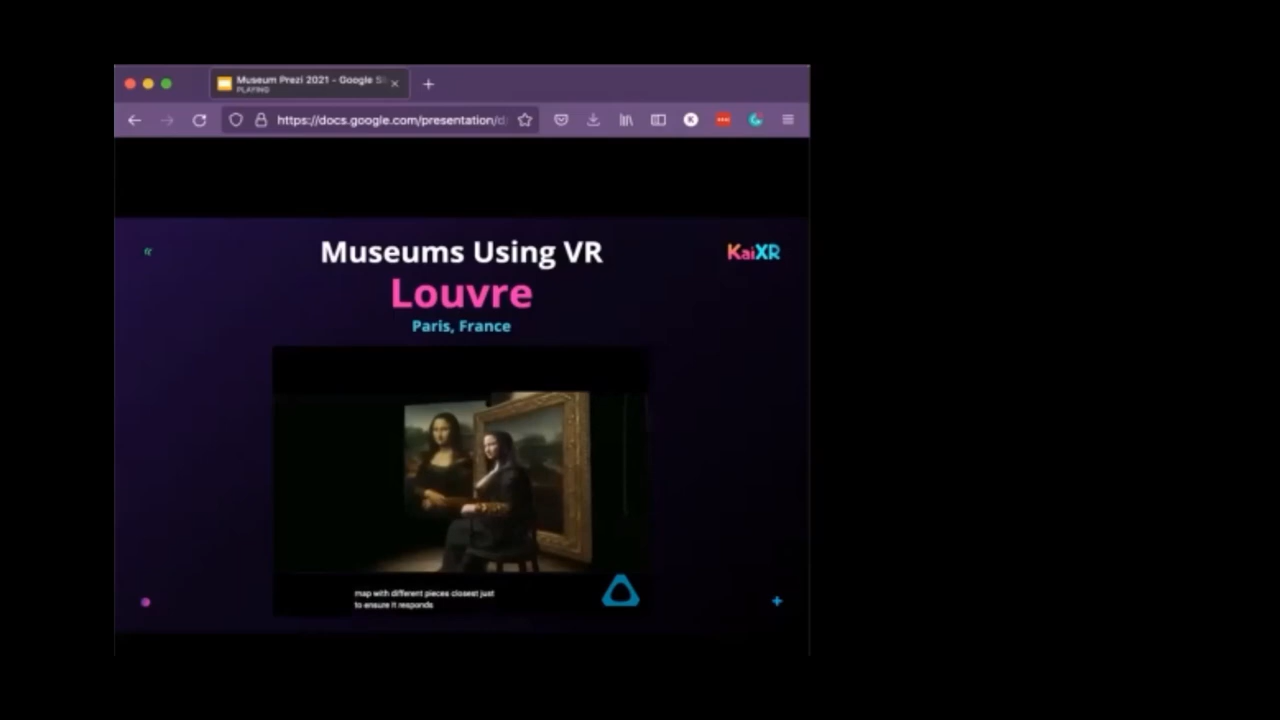 Museum Prezi 2021 - Google Sl
PLAYING
https://docs.google.com/presentation/d/
Museums Using VR
KaiXR
Louvre
Paris, France
map with different pieces closest just
to ensure it responds